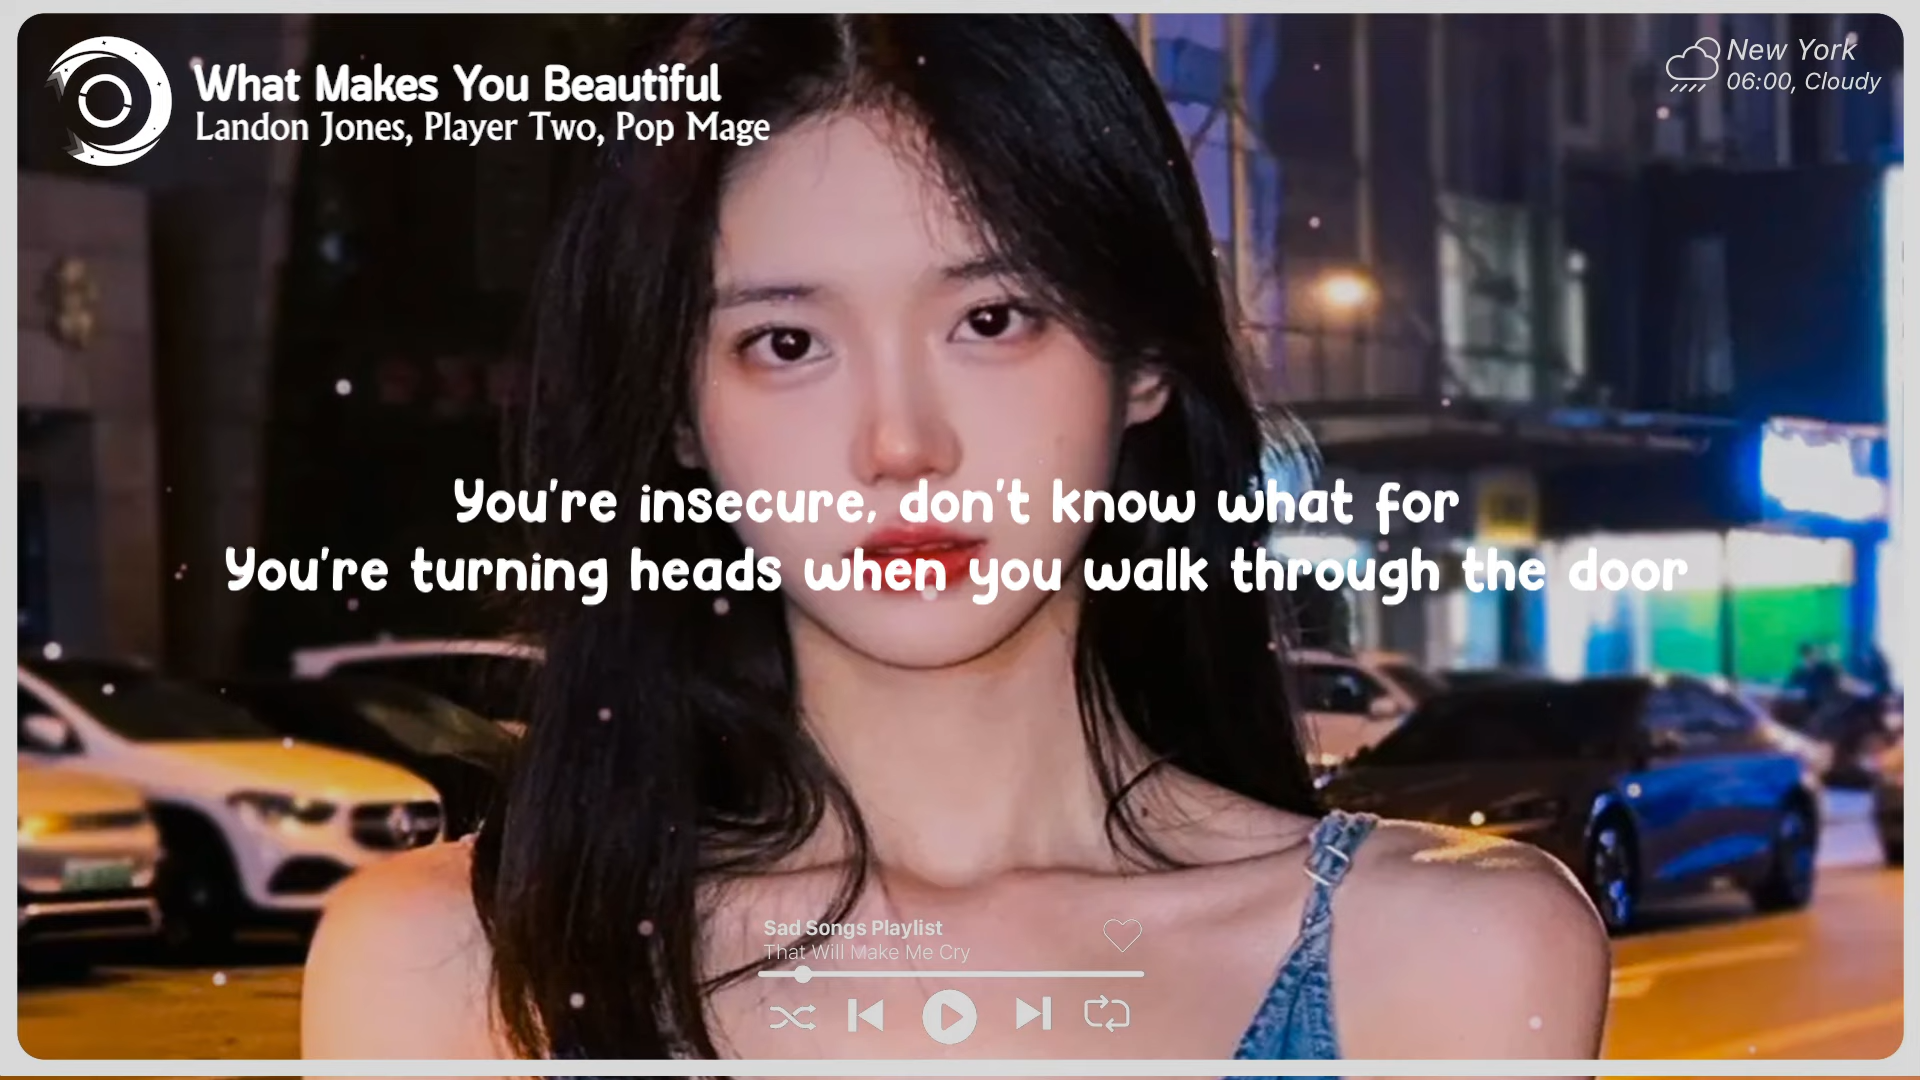 What Makes You Beautiful
Landon Jones, Player Two, Pop Mage
New York
06:00, Cloudy
You're insecure, don't know what for
You're turning heads when you walk through the door
Sad Songs Playlist
That Will Make Me Cry